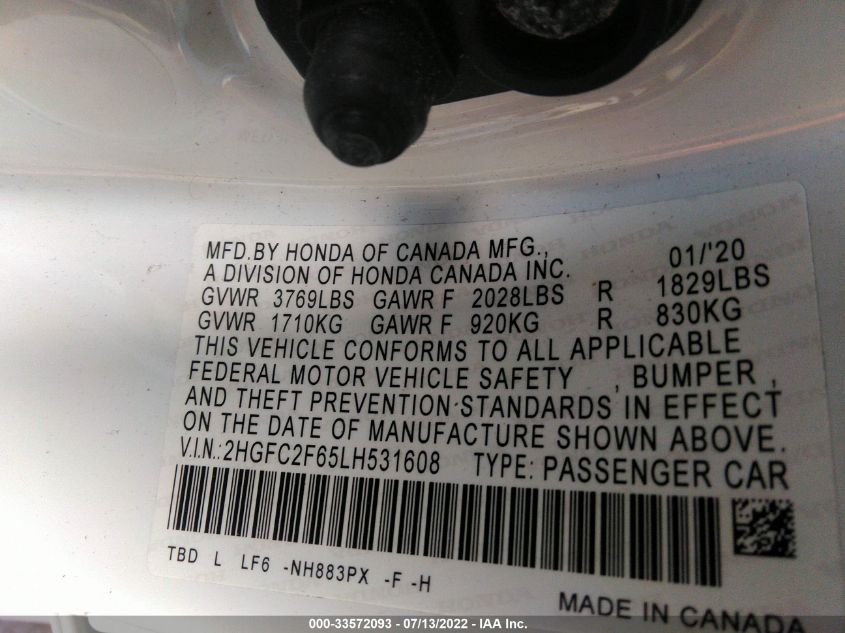 MFD.BY HONDA OF CANADA MFG., 01/'20
A DIVISION OF HONDA CANADA INC.
GVWR 3769LBS GAWR F 2028LBS R 1829LBS
GVWR 1710KG GAWR F 920KG R 830KG
THIS VEHICLE CONFORMS TO ALL APPLICABLE
FEDERAL MOTOR VEHICLE SAFETY , BUMPER ,
AND THEFT PREVENTION STANDARDS IN EFFECT
ON THE DATE OF MANUFACTURE SHOWN ABOVE.
V.I.N.:2HGFC2F65LH531608 TYPE: PASSENGER CAR
TBD L LF6 -NH883PX -F -H
MADE IN CANADA
000-33572093 - 07/13/2022 - IAA Inc.